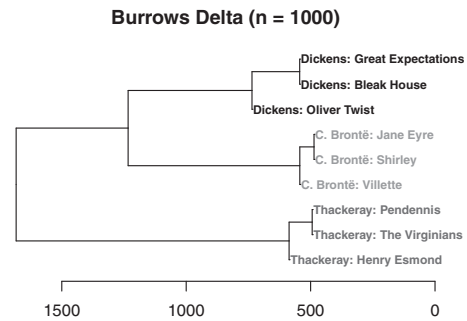 Burrows Delta (n = 1000)
Dickens: Great Expectations
Dickens: Bleak House
Dickens: Oliver Twist
C. Brontë: Jane Eyre
C. Brontë: Shirley
C. Brontë: Villette
Thackeray: Pendennis
Thackeray: The Virginians
Thackeray: Henry Esmond
1500 1000 500 0